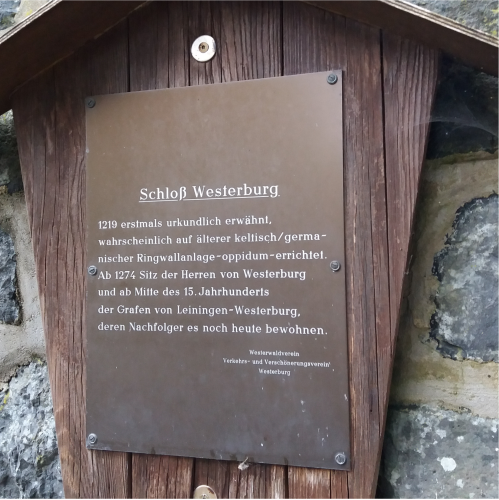 Schloß Westerburg
1219 erstmals urkundlich erwähnt,
wahrscheinlich auf älterer keltisch/germa-
nischer Ringwallanlage-oppidum-errichtet.
Ab 1274 Sitz der Herren von Westerburg
und ab Mitte des 15. Jahrhunderts
der Grafen von Leiningen-Westerburg,
deren Nachfolger es noch heute bewohnen.
Westerwaldverein
Verkehrs- und Verschönerungsverein
Westerburg